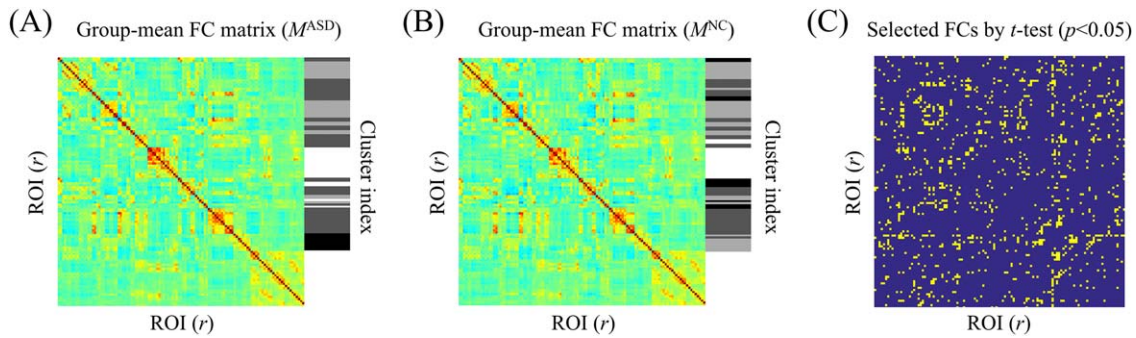 (A) Group-mean FC matrix (M^ASD)
ROI (r)
Cluster index
ROI (r)
(B) Group-mean FC matrix (M^NC)
ROI (r)
Cluster index
ROI (r)
(C) Selected FCs by t-test (p<0.05)
ROI (r)
ROI (r)